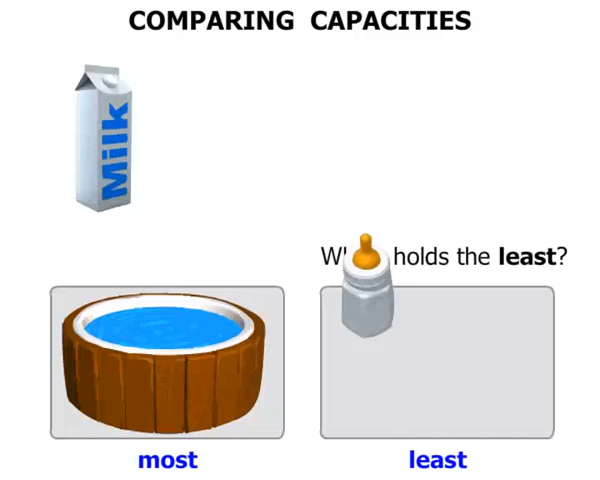 COMPARING CAPACITIES
Milk
holds the least?
most
least